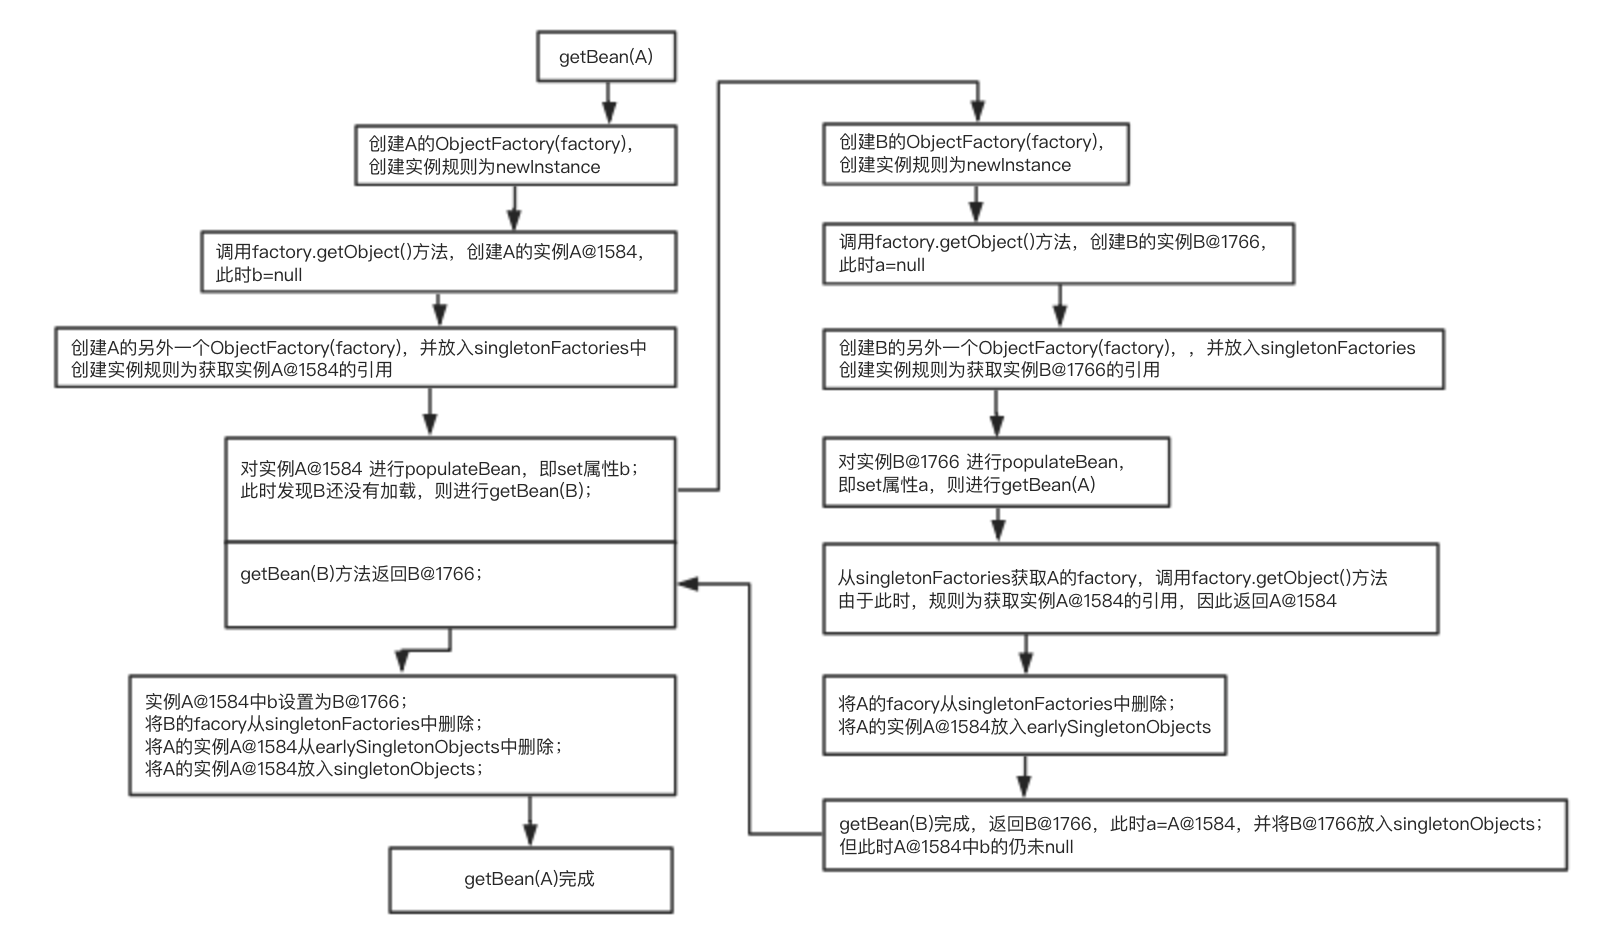 getBean(A)
创建A的ObjectFactory(factory),
创建实例规则为newInstance
调用factory.getObject()方法，创建A的实例A@1584，
此时b=null
创建A的另外一个ObjectFactory(factory)，并放入singletonFactories中
创建实例规则为获取实例A@1584的引用
对实例A@1584 进行populateBean，即set属性b；
此时发现B还没有加载，则进行getBean(B)；
getBean(B)方法返回B@1766；
实例A@1584中b设置为B@1766；
将B的facory从singletonFactories中删除；
将A的实例A@1584从earlySingletonObjects中删除；
将A的实例A@1584放入singletonObjects；
getBean(A)完成
创建B的ObjectFactory(factory),
创建实例规则为newInstance
调用factory.getObject()方法，创建B的实例B@1766，
此时a=null
创建B的另外一个ObjectFactory(factory)，，并放入singletonFactories
创建实例规则为获取实例B@1766的引用
对实例B@1766 进行populateBean，
即set属性a，则进行getBean(A)
从singletonFactories获取A的factory，调用factory.getObject()方法
由于此时，规则为获取实例A@1584的引用，因此返回A@1584
将A的facory从singletonFactories中删除；
将A的实例A@1584放入earlySingletonObjects
getBean(B)完成，返回B@1766，此时a=A@1584，并将B@1766放入singletonObjects；
但此时A@1584中b的仍未null